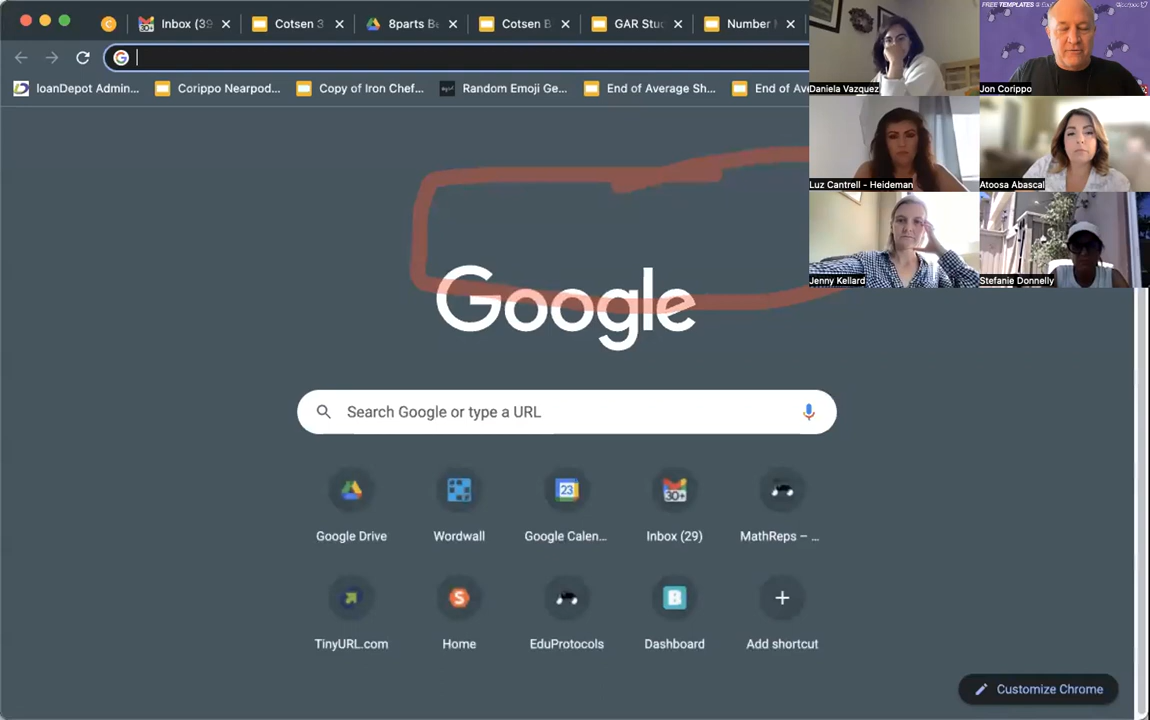 Inbox (39
Cotsen 3
8parts B
Cotsen B
GAR Stu
Number
FREE TEMPLATES
loanDepot Admin...
Corippo Nearpod...
Copy of Iron Chef...
Random Emoji Ge...
End of Average Sh...
End of Av
Daniela Vazquez
Jon Corippo
Luz Cantrell - Heideman
Atoosa Abascal
Jenny Kellard
Stefanie Donnelly
Google
Search Google or type a URL
23
30+
Google Drive
Wordwall
Google Calen...
Inbox (29)
MathReps – ...
S
B
TinyURL.com
Home
EduProtocols
Dashboard
Add shortcut
Customize Chrome